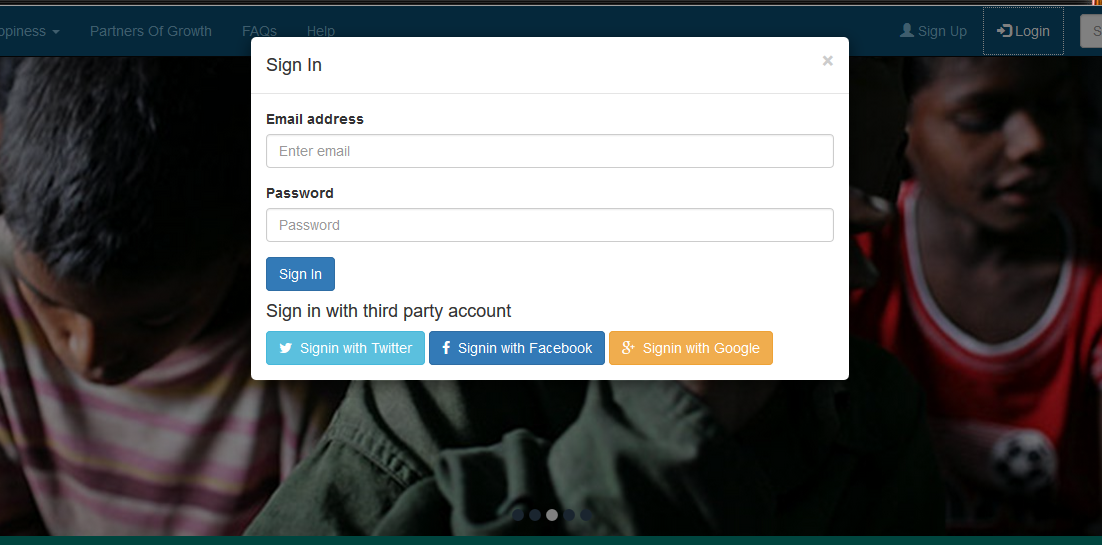 Partners Of Growth FAQs Help Sign Up Login
Sign In ×
Email address
Enter email
Password
Password
Sign In
Sign in with third party account
Signin with Twitter Signin with Facebook Signin with Google